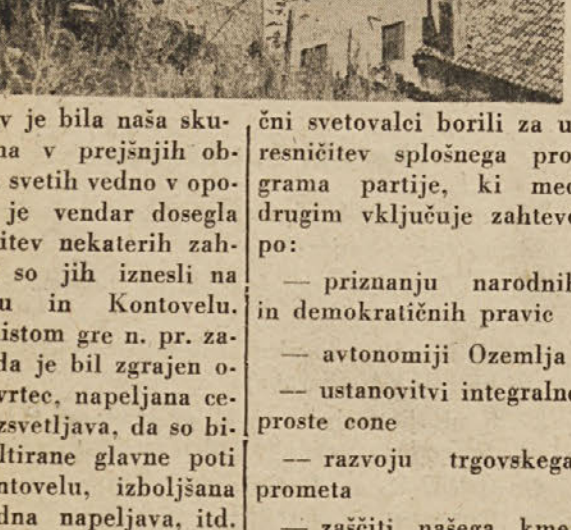 v je bila naša sku-
v prejšnjih ob-
svetih vedno v opo-
je vendar dosegla
itev nekaterih zah-
so jih iznesli na
u in Kontovelu.
istom gre n. pr. za-
da je bil zgrajen o-
vrtec, napeljana ce-
zsvetljava, da so bi-
ltirane glavne poti
ntovelu, izboljšana
dna napeljava, itd.
čni svetovalci borili za u
resničitev splošnega pro
grama partije, ki med
drugim vključuje zahteve
po:
— priznanju narodnih
in demokratičnih pravic
— avtonomiji Ozemlja
— ustanovitvi integralne
proste cone
— razvoju trgovskega
prometa
— zaščiti našega kme